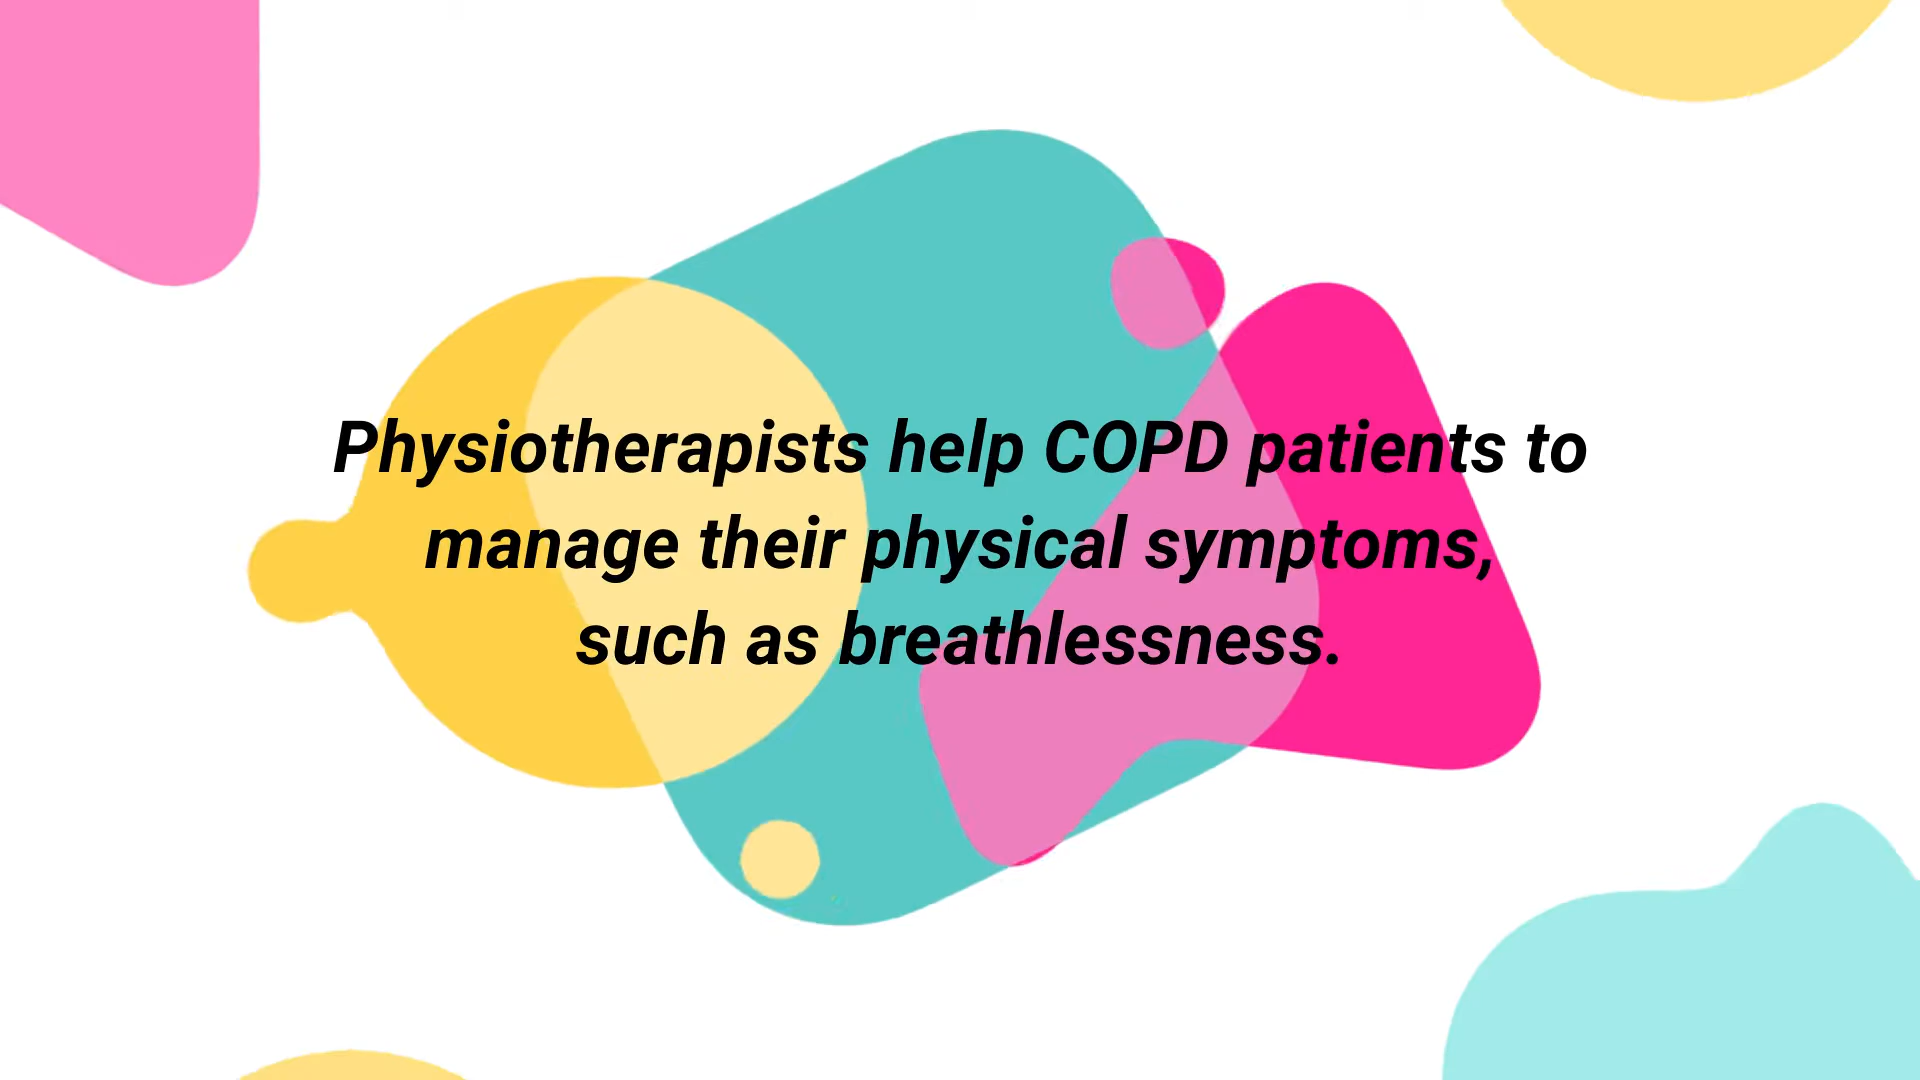 Physiotherapists help COPD patients to
manage their physical symptoms,
such as breathlessness.